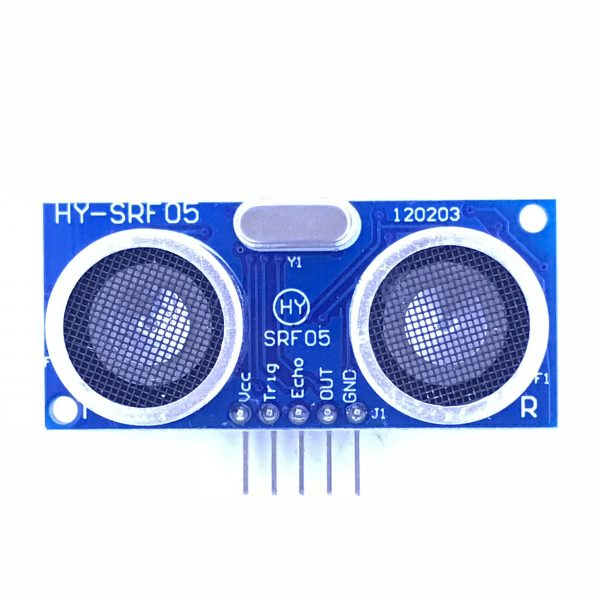 HY-SRF05
120203
Y1
HY
SRF05
Vcc
Trig
Echo
OUT
GND
J1
F1
R